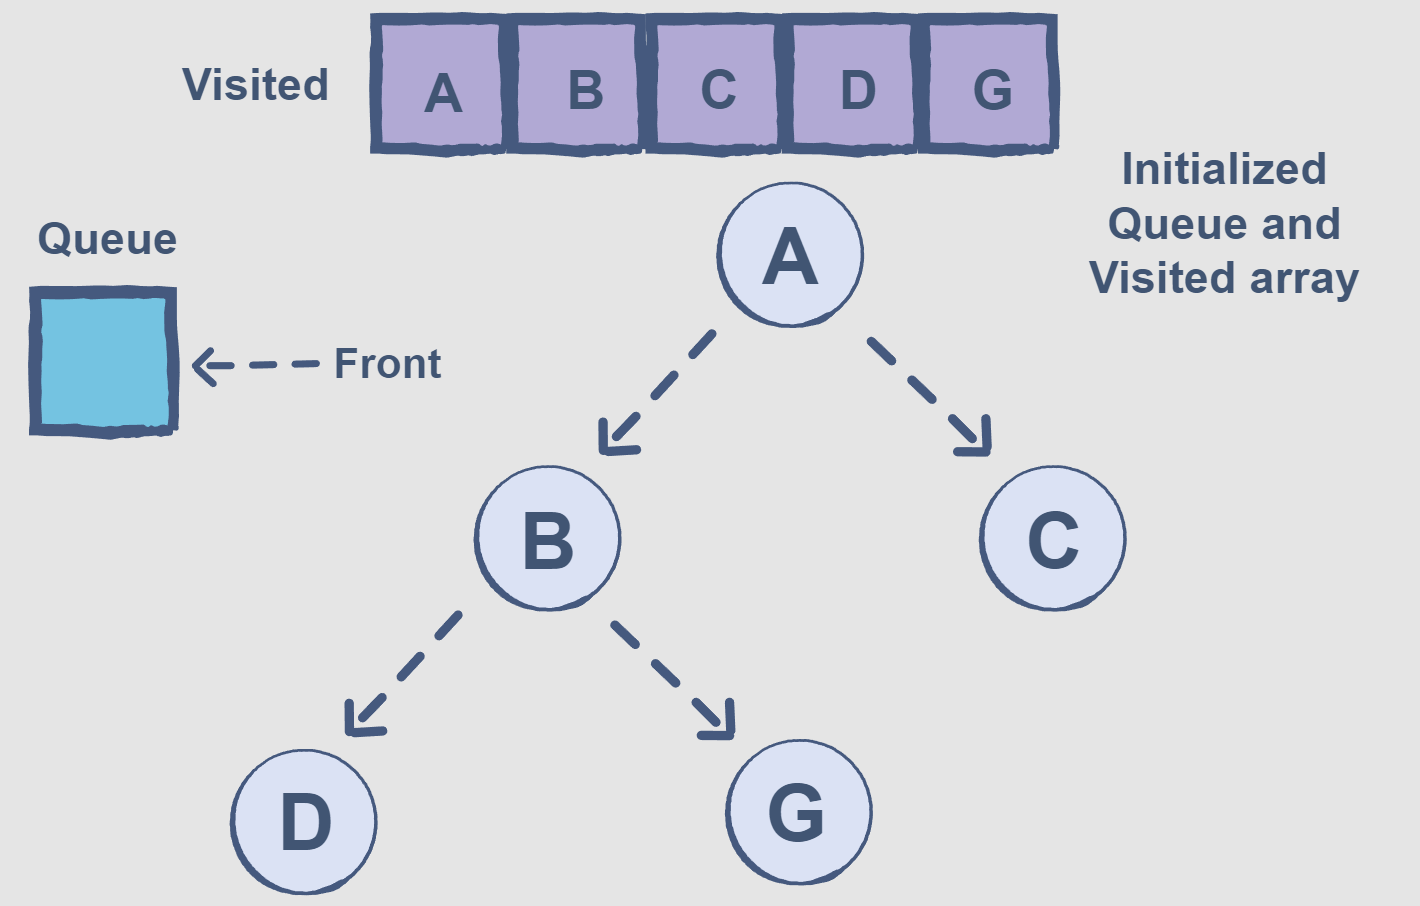 Visited
A B C D G
Initialized
Queue and
Visited array
Queue
Front
A
B
C
D
G